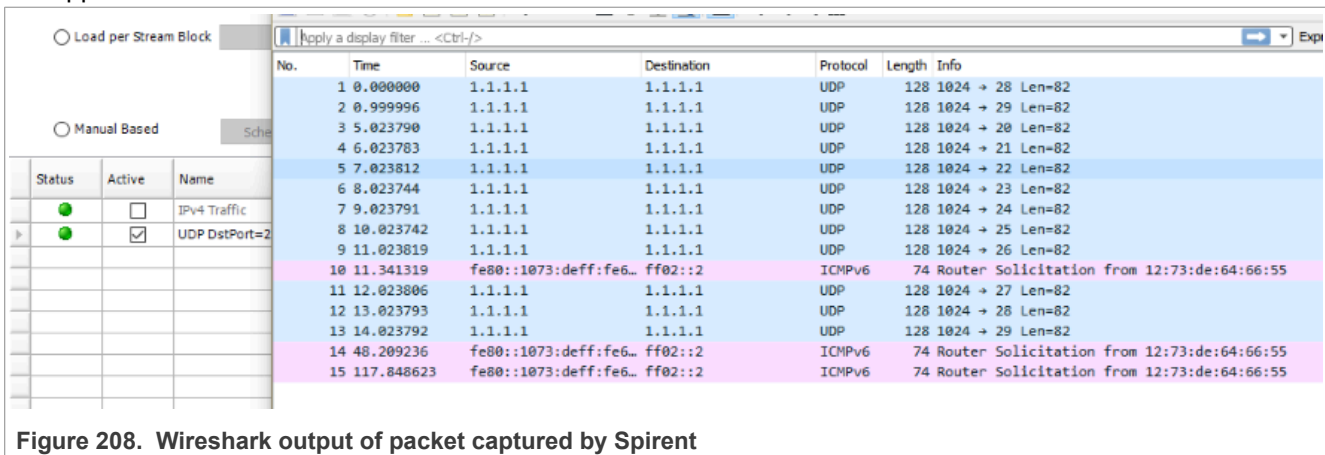 Load per Stream Block
Manual Based
Sche
Status Active Name
IPv4 Traffic
UDP DstPort=2
Apply a display filter ... <Ctrl-/>
No. Time Source Destination Protocol Length Info
1 0.000000 1.1.1.1 1.1.1.1 UDP 128 1024 → 28 Len=82
2 0.999996 1.1.1.1 1.1.1.1 UDP 128 1024 → 29 Len=82
3 5.023790 1.1.1.1 1.1.1.1 UDP 128 1024 → 20 Len=82
4 6.023783 1.1.1.1 1.1.1.1 UDP 128 1024 → 21 Len=82
5 7.023812 1.1.1.1 1.1.1.1 UDP 128 1024 → 22 Len=82
6 8.023744 1.1.1.1 1.1.1.1 UDP 128 1024 → 23 Len=82
7 9.023791 1.1.1.1 1.1.1.1 UDP 128 1024 → 24 Len=82
8 10.023742 1.1.1.1 1.1.1.1 UDP 128 1024 → 25 Len=82
9 11.023819 1.1.1.1 1.1.1.1 UDP 128 1024 → 26 Len=82
10 11.341319 fe80::1073:deff:fe6… ff02::2 ICMPv6 74 Router Solicitation from 12:73:de:64:66:55
11 12.023806 1.1.1.1 1.1.1.1 UDP 128 1024 → 27 Len=82
12 13.023793 1.1.1.1 1.1.1.1 UDP 128 1024 → 28 Len=82
13 14.023792 1.1.1.1 1.1.1.1 UDP 128 1024 → 29 Len=82
14 48.209236 fe80::1073:deff:fe6… ff02::2 ICMPv6 74 Router Solicitation from 12:73:de:64:66:55
15 117.848623 fe80::1073:deff:fe6… ff02::2 ICMPv6 74 Router Solicitation from 12:73:de:64:66:55
Figure 208. Wireshark output of packet captured by Spirent